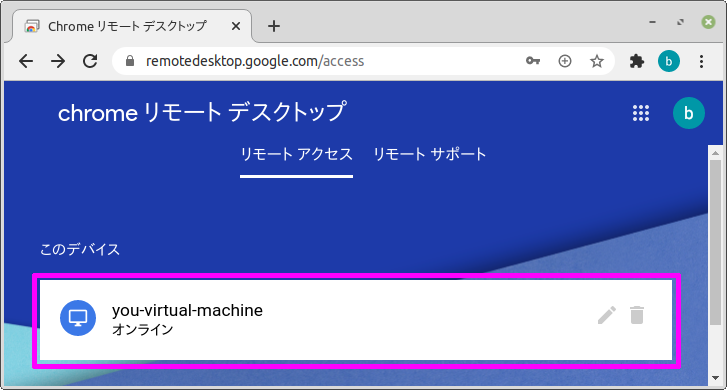 Chrome リモート デスクトップ
remotedesktop.google.com/access
b
chrome リモート デスクトップ
b
リモート アクセス リモート サポート
このデバイス
you-virtual-machine
オンライン